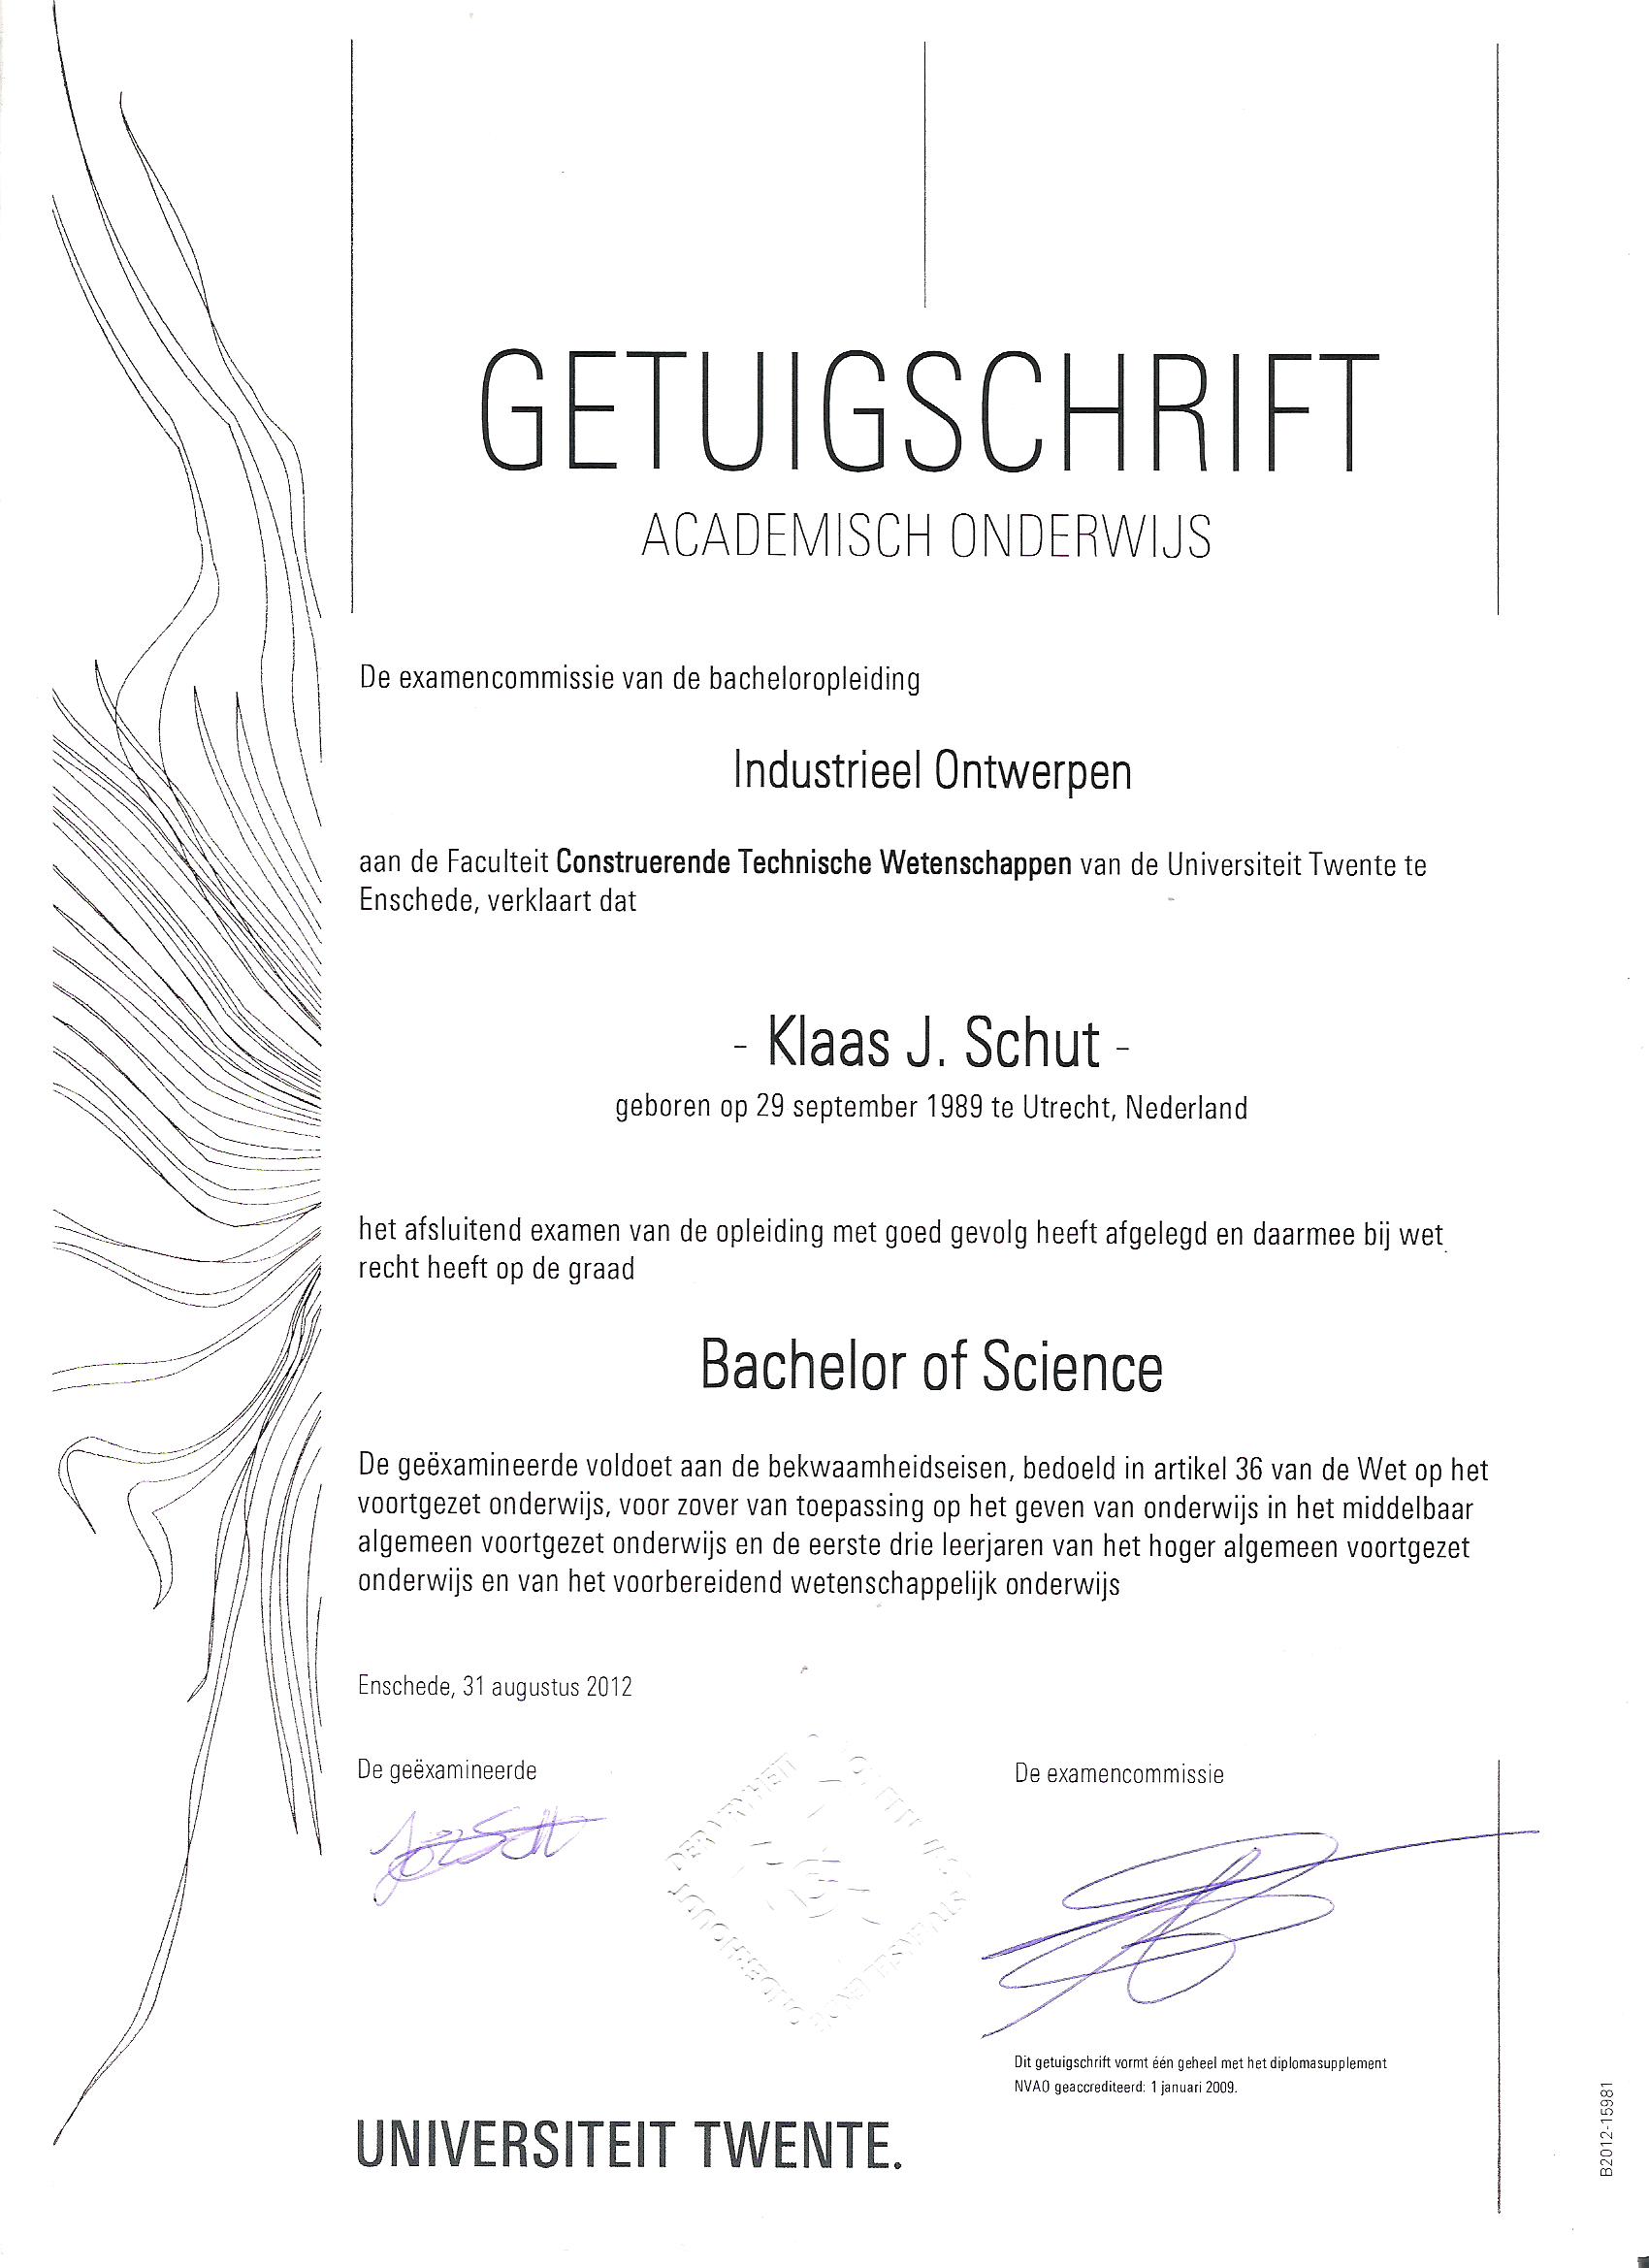 GETUIGSCHRIFT
ACADEMISCH ONDERWIJS
De examencommissie van de bacheloropleiding
Industrieel Ontwerpen
aan de Faculteit Construerende Technische Wetenschappen van de Universiteit Twente te
Enschede, verklaart dat
- Klaas J. Schut -
geboren op 29 september 1989 te Utrecht, Nederland
het afsluitend examen van de opleiding met goed gevolg heeft afgelegd en daarmee bij wet
recht heeft op de graad
Bachelor of Science
De geëxamineerde voldoet aan de bekwaamheidseisen, bedoeld in artikel 36 van de Wet op het
voortgezet onderwijs, voor zover van toepassing op het geven van onderwijs in het middelbaar
algemeen voortgezet onderwijs en de eerste drie leerjaren van het hoger algemeen voortgezet
onderwijs en van het voorbereidend wetenschappelijk onderwijs
Enschede, 31 augustus 2012
De geëxamineerde
De examencommissie
Dit getuigschrift vormt één geheel met het diplomasupplement
NVAO geaccrediteerd: 1 januari 2009.
UNIVERSITEIT TWENTE.
B2012-15981